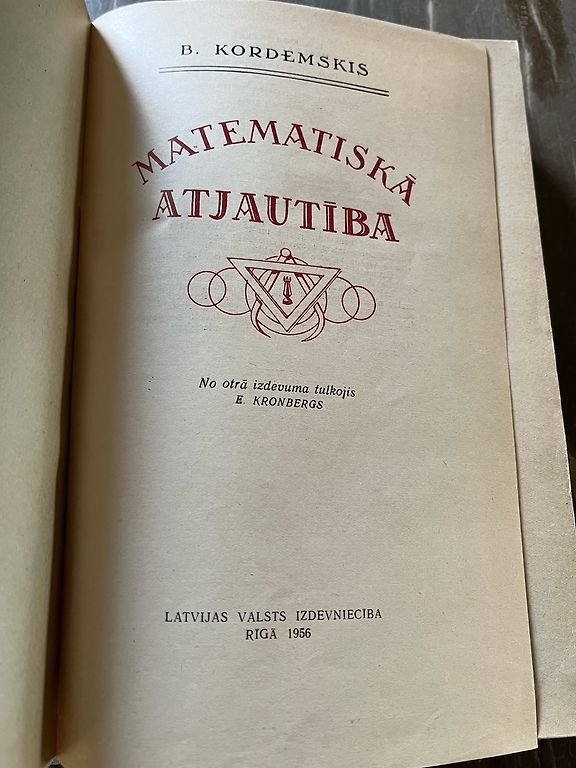 B. KORDEMSKIS
MATEMATISKĀ
ATJAUTĪBA
No otrā izdevuma tulkojis
E. KRONBERGS
LATVIJAS VALSTS IZDEVNIECĪBA
RĪGĀ 1956